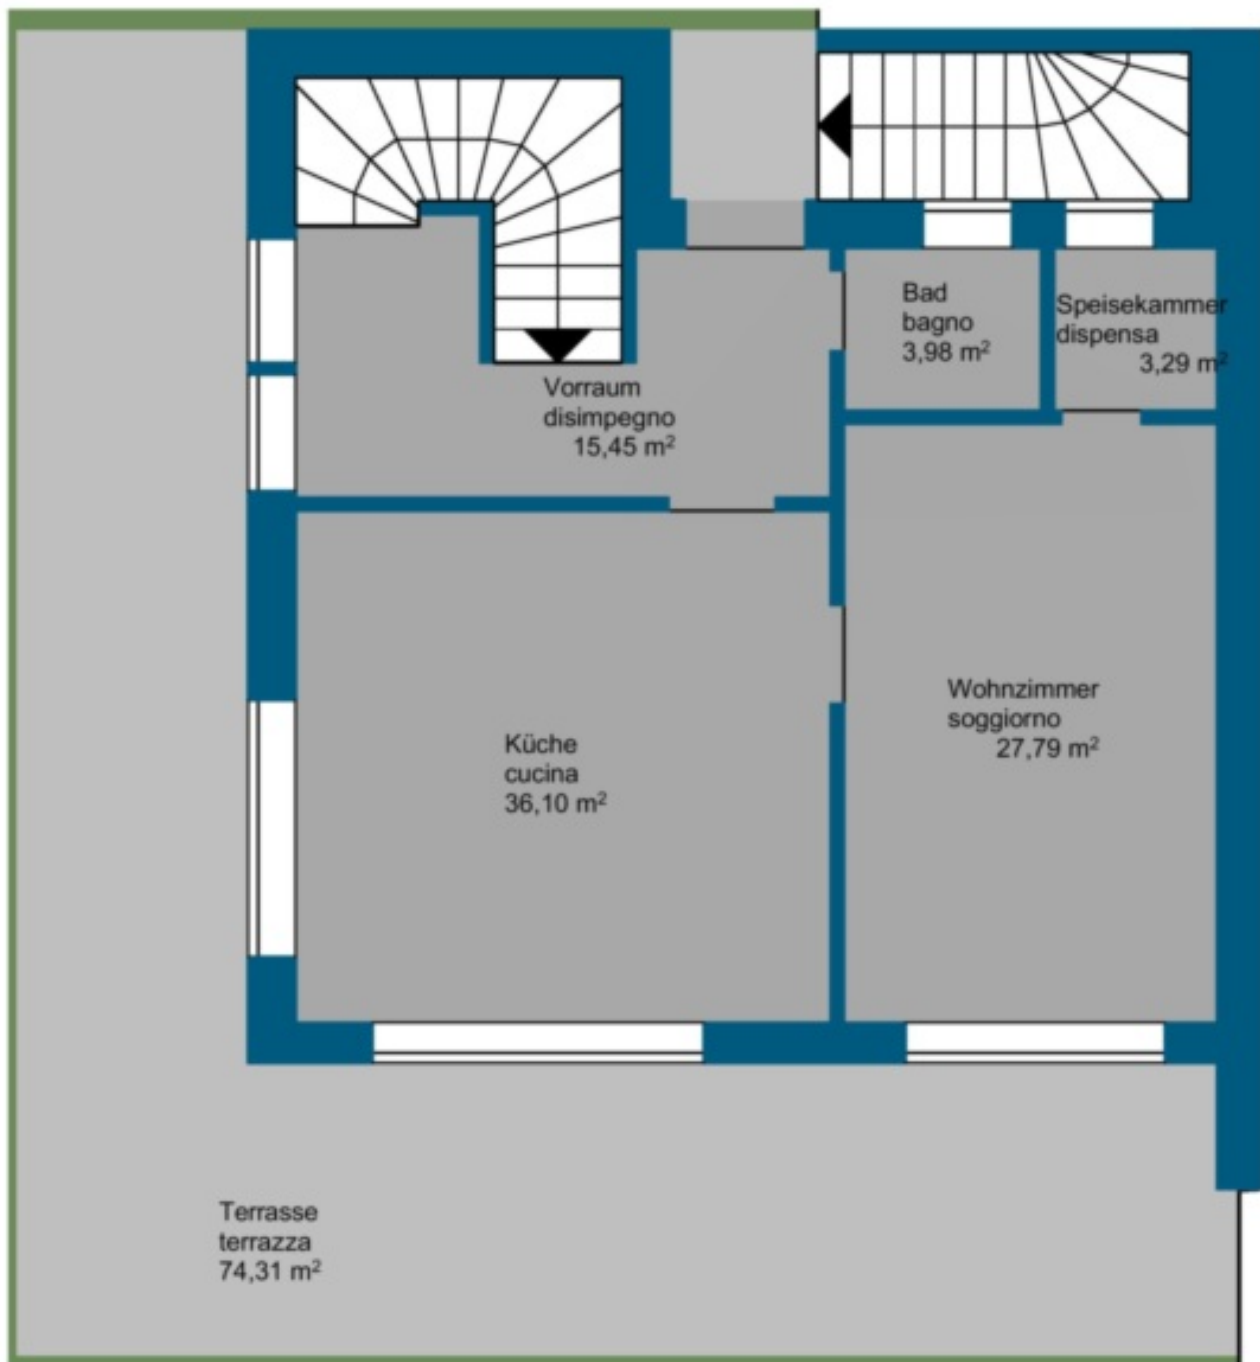 Bad
bagno
3,98 m²
Speisekammer
dispensa
3,29 m²
Vorraum
disimpegno
15,45 m²
Wohnzimmer
soggiorno
27,79 m²
Küche
cucina
36,10 m²
Terrasse
terrazza
74,31 m²